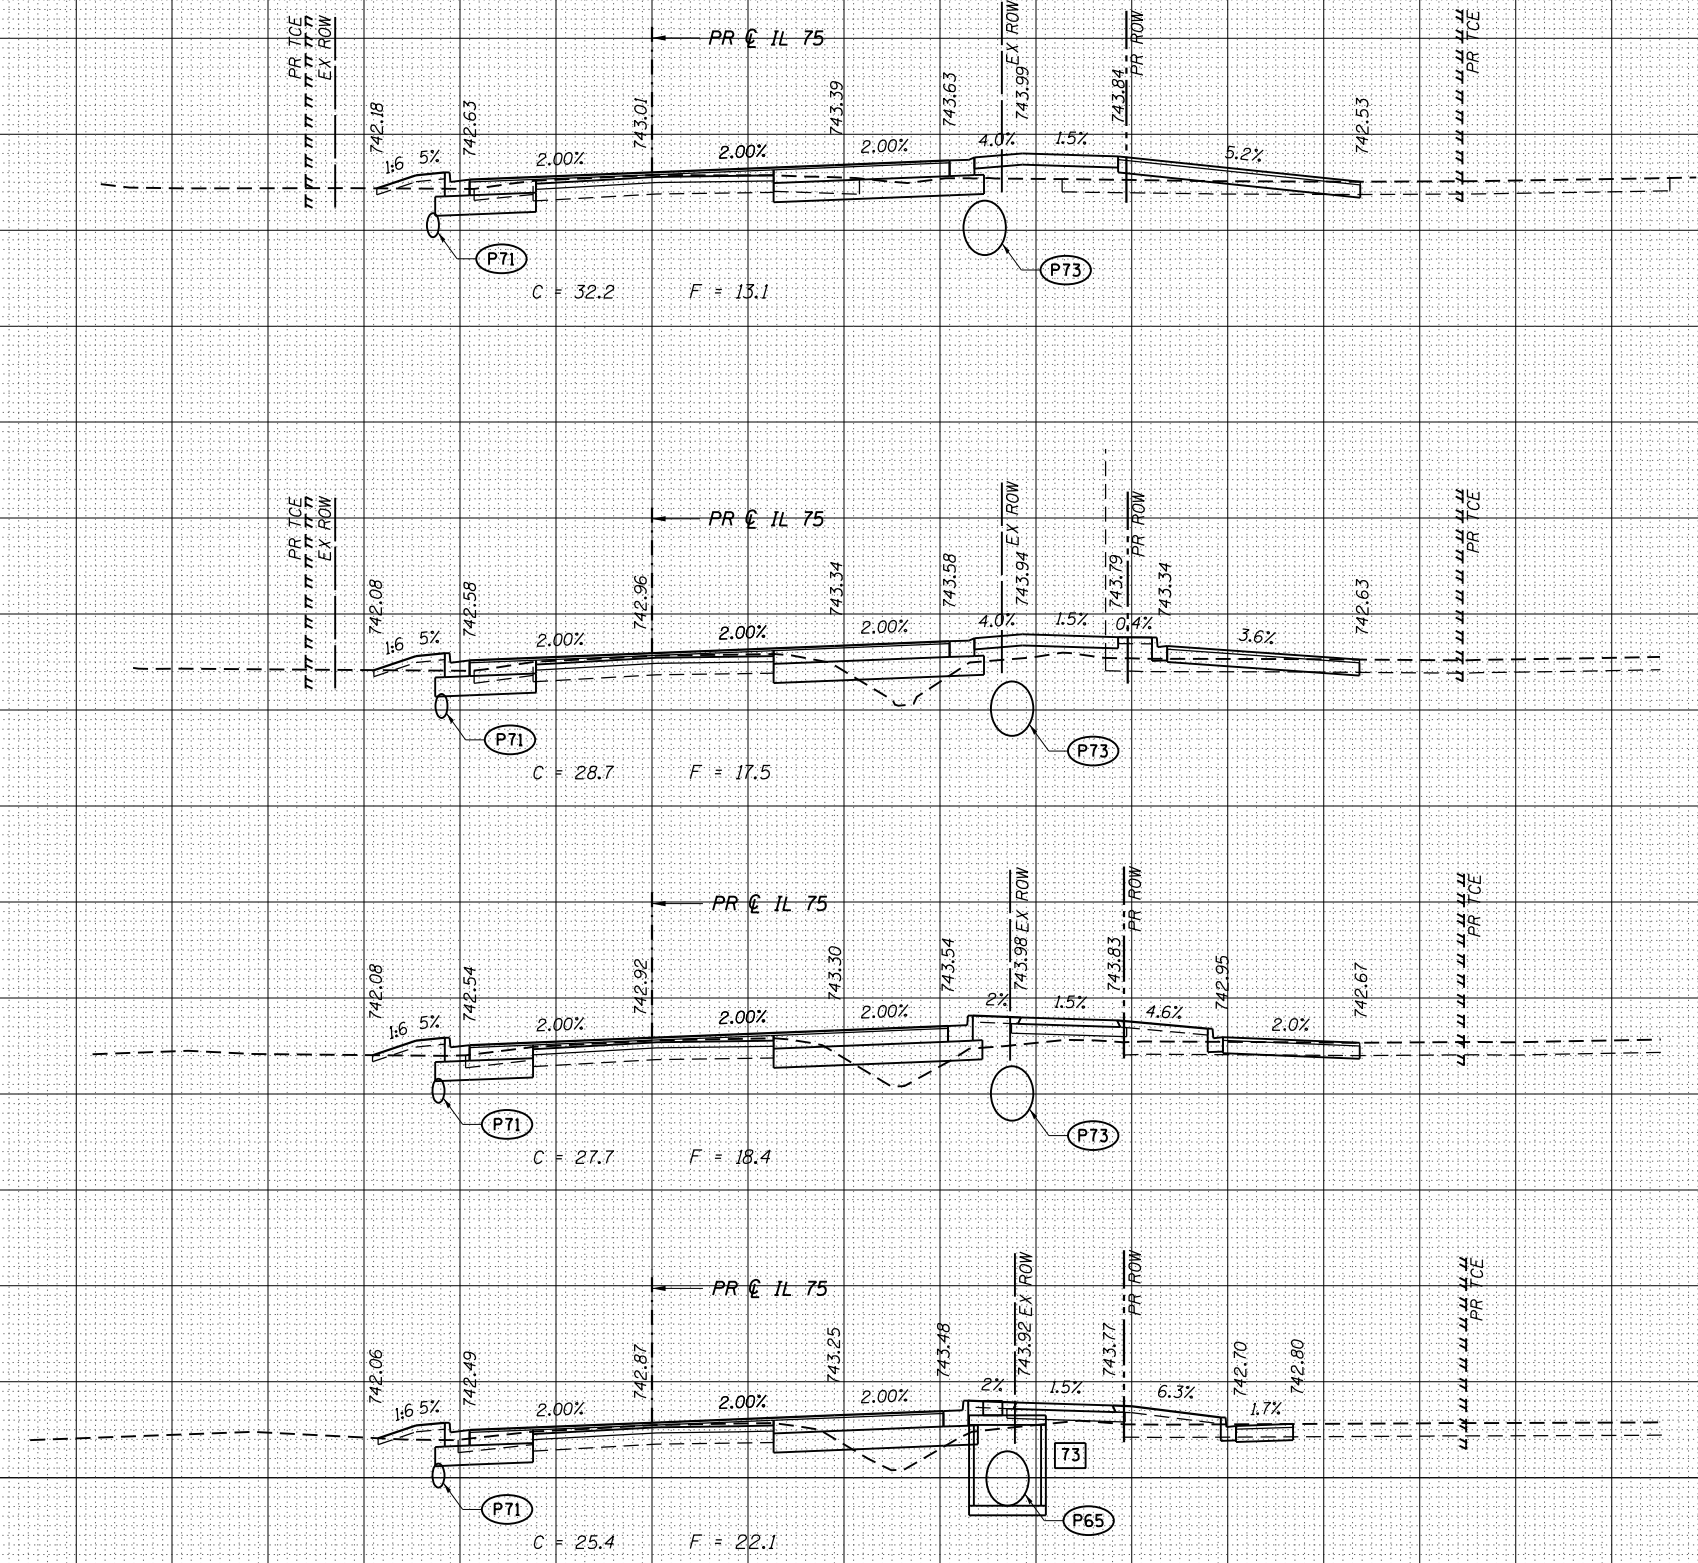 PR TCE
EX ROW
PR ℄ IL 75
EX ROW
PR ROW
PR TCE
742.18
742.63
743.01
743.39
743.63
743.99
743.84
742.53
1:6
5%
2.00%
2.00%
2.00%
4.0%
1.5%
5.2%
P71
P73
C = 32.2
F = 13.1
PR TCE
EX ROW
PR ℄ IL 75
EX ROW
PR ROW
PR TCE
742.08
742.58
742.96
743.34
743.58
743.94
743.79
743.34
742.63
1:6
5%
2.00%
2.00%
2.00%
4.0%
1.5%
0.4%
3.6%
P71
P73
C = 28.7
F = 17.5
PR ℄ IL 75
EX ROW
PR ROW
PR TCE
742.08
742.54
742.92
743.30
743.54
743.98
743.83
742.95
742.67
1:6
5%
2.00%
2.00%
2.00%
2%
1.5%
4.6%
2.0%
P71
P73
C = 27.7
F = 18.4
PR ℄ IL 75
EX ROW
PR ROW
PR TCE
742.06
742.49
742.87
743.25
743.48
743.92
743.77
742.70
742.80
1:6
5%
2.00%
2.00%
2.00%
2%
1.5%
6.3%
1.7%
73
P71
P65
C = 25.4
F = 22.1